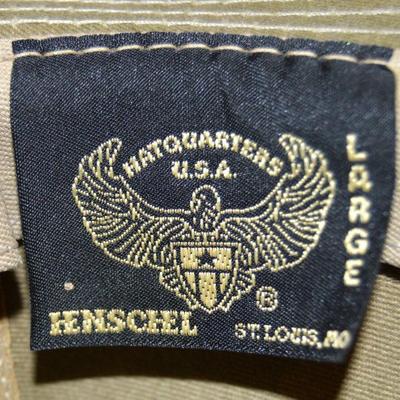 HATQUARTERS
U.S.A.
LARGE
®
HENSCHEL
ST. LOUIS, MO